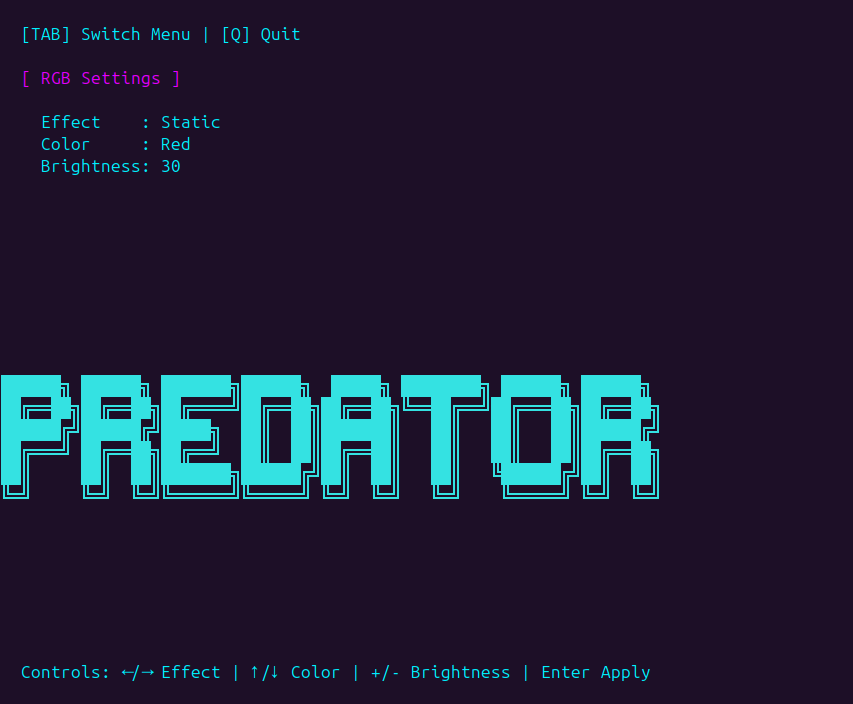 [TAB] Switch Menu | [Q] Quit
[ RGB Settings ]
Effect    : Static
Color     : Red
Brightness: 30
PREDATOR
Controls: ←/→ Effect | ↑/↓ Color | +/- Brightness | Enter Apply